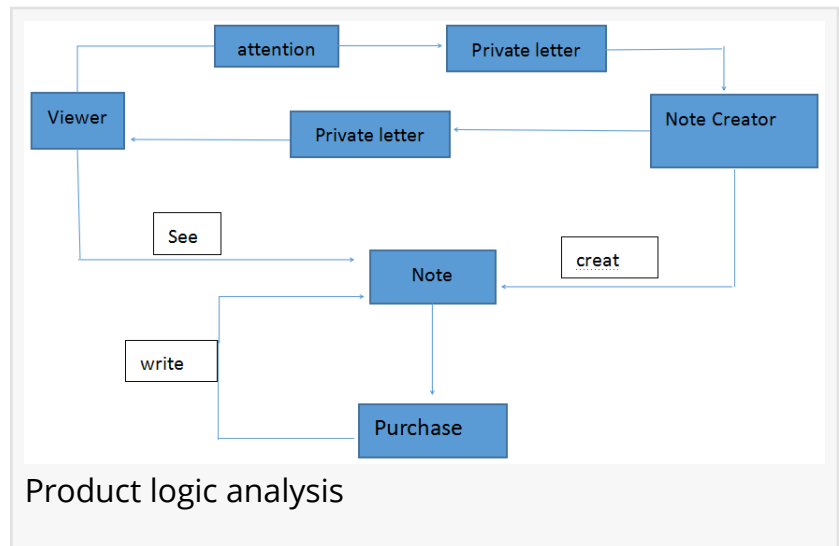 attention
Private letter
Viewer
Private letter
Note Creator
See
creat
Note
write
Purchase
Product logic analysis